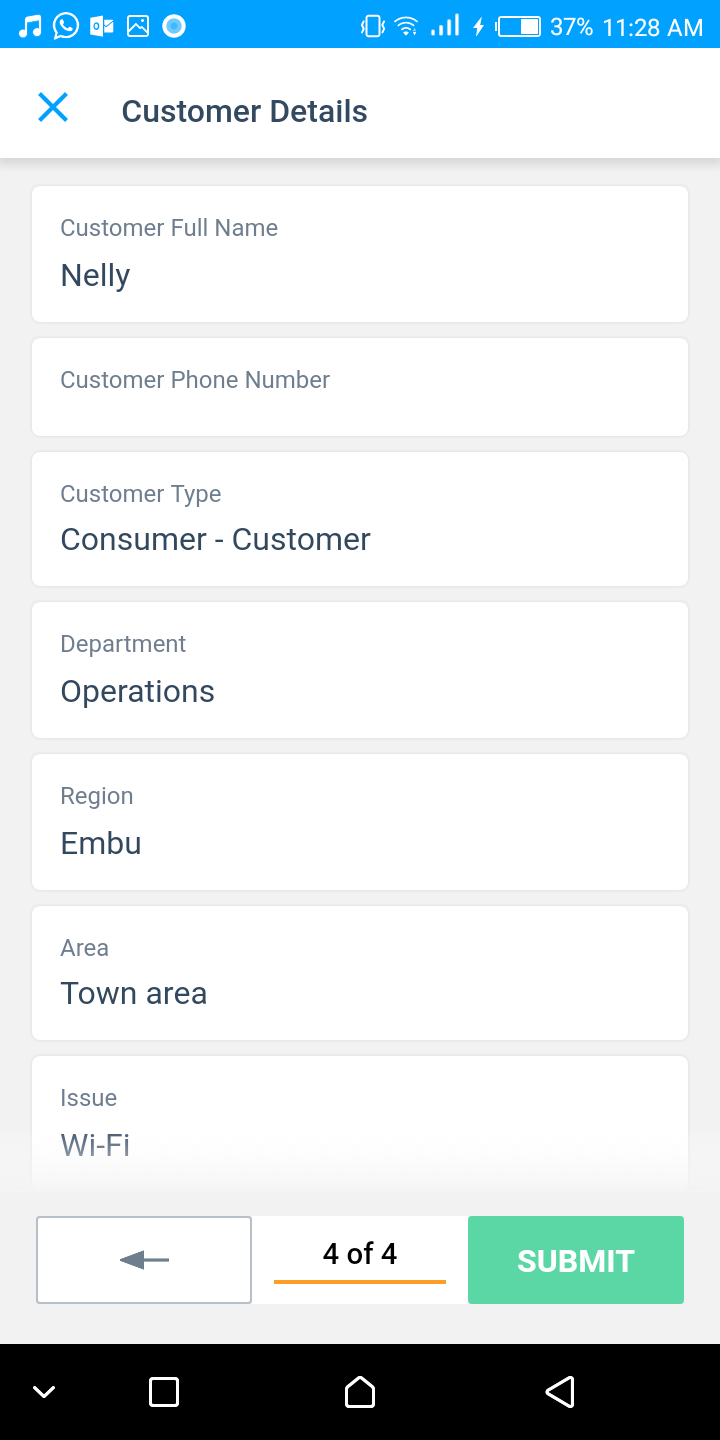 37% 11:28 AM
Customer Details
Customer Full Name
Nelly
Customer Phone Number
Customer Type
Consumer - Customer
Department
Operations
Region
Embu
Area
Town area
Issue
Wi-Fi
4 of 4
SUBMIT